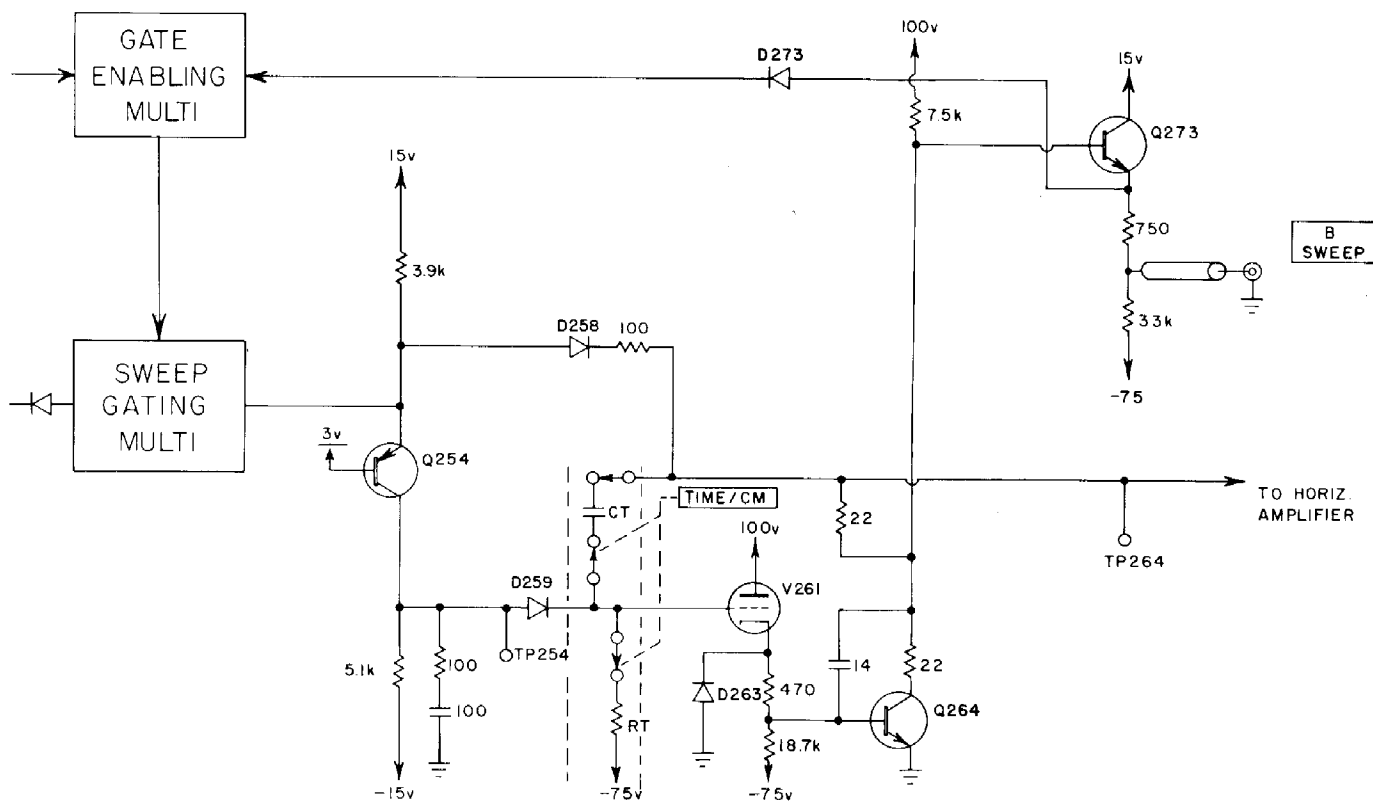 GATE
ENABLING
MULTI
D273
100v
7.5k
15v
Q273
750
B
SWEEP
33k
-75
15v
3.9k
D258
100
SWEEP
GATING
MULTI
3v
Q254
CT
TIME/CM
22
TO HORIZ.
AMPLIFIER
TP264
100v
D259
V261
TP254
5.1k
100
100
RT
D263
470
14
22
Q264
18.7k
-15v
-75v
-75v